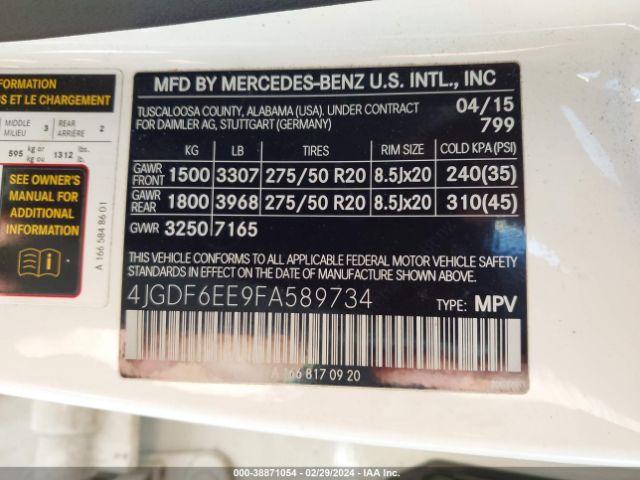 FORMATION
S ET LE CHARGEMENT
MIDDLE MILIEU 3 REAR ARRIÈRE 2
595 kg or kg ou 1312 lbs. lb.
SEE OWNER'S
MANUAL FOR
ADDITIONAL
INFORMATION
A 166 584 86 01
MFD BY MERCEDES-BENZ U.S. INTL., INC
TUSCALOOSA COUNTY, ALABAMA (USA). UNDER CONTRACT 04/15
FOR DAIMLER AG, STUTTGART (GERMANY) 799
KG LB TIRES RIM SIZE COLD KPA(PSI)
GAWR FRONT 1500 3307 275/50 R20 8.5Jx20 240(35)
GAWR REAR 1800 3968 275/50 R20 8.5Jx20 310(45)
GVWR 3250 7165
THIS VEHICLE CONFORMS TO ALL APPLICABLE FEDERAL MOTOR VEHICLE SAFETY
STANDARDS IN EFFECT ON THE DATE OF MANUFACTURE SHOWN ABOVE.
4JGDF6EE9FA589734 TYPE: MPV
A 166 817 09 20
000-38871054 - 02/29/2024 - IAA Inc.